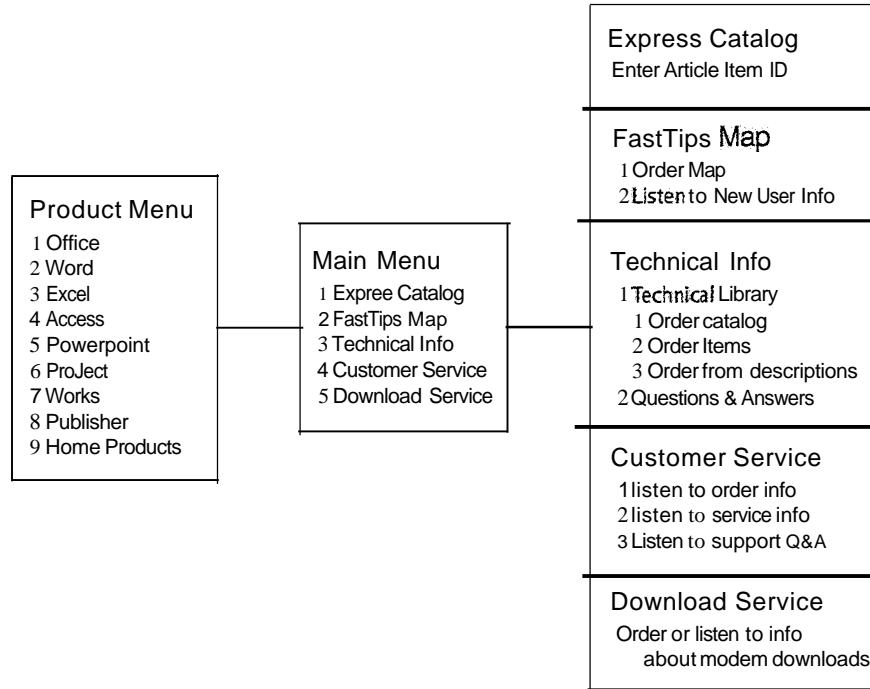 Product Menu
1 Office
2 Word
3 Excel
4 Access
5 Powerpoint
6 ProJect
7 Works
8 Publisher
9 Home Products
Main Menu
1 Expree Catalog
2 FastTips Map
3 Technical Info
4 Customer Service
5 Download Service
Express Catalog
Enter Article Item ID
FastTips Map
1 Order Map
2 Listen to New User Info
Technical Info
1 Technical Library
1 Order catalog
2 Order Items
3 Order from descriptions
2 Questions & Answers
Customer Service
1 listen to order info
2 listen to service info
3 Listen to support Q&A
Download Service
Order or listen to info
about modem downloads